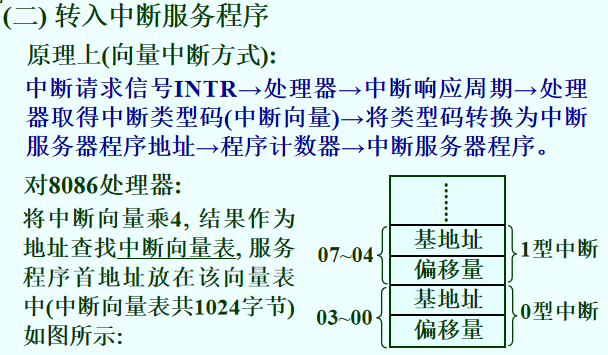 (二) 转入中断服务程序
原理上(向量中断方式):
中断请求信号INTR→处理器→中断响应周期→处理
器取得中断类型码(中断向量)→将类型码转换为中断
服务器程序地址→程序计数器→中断服务器程序。
对8086处理器:
将中断向量乘4, 结果作为
地址查找中断向量表, 服务
程序首地址放在该向量表
中(中断向量表共1024字节)
如图所示:
基地址
07~04
1型中断
偏移量
基地址
03~00
0型中断
偏移量